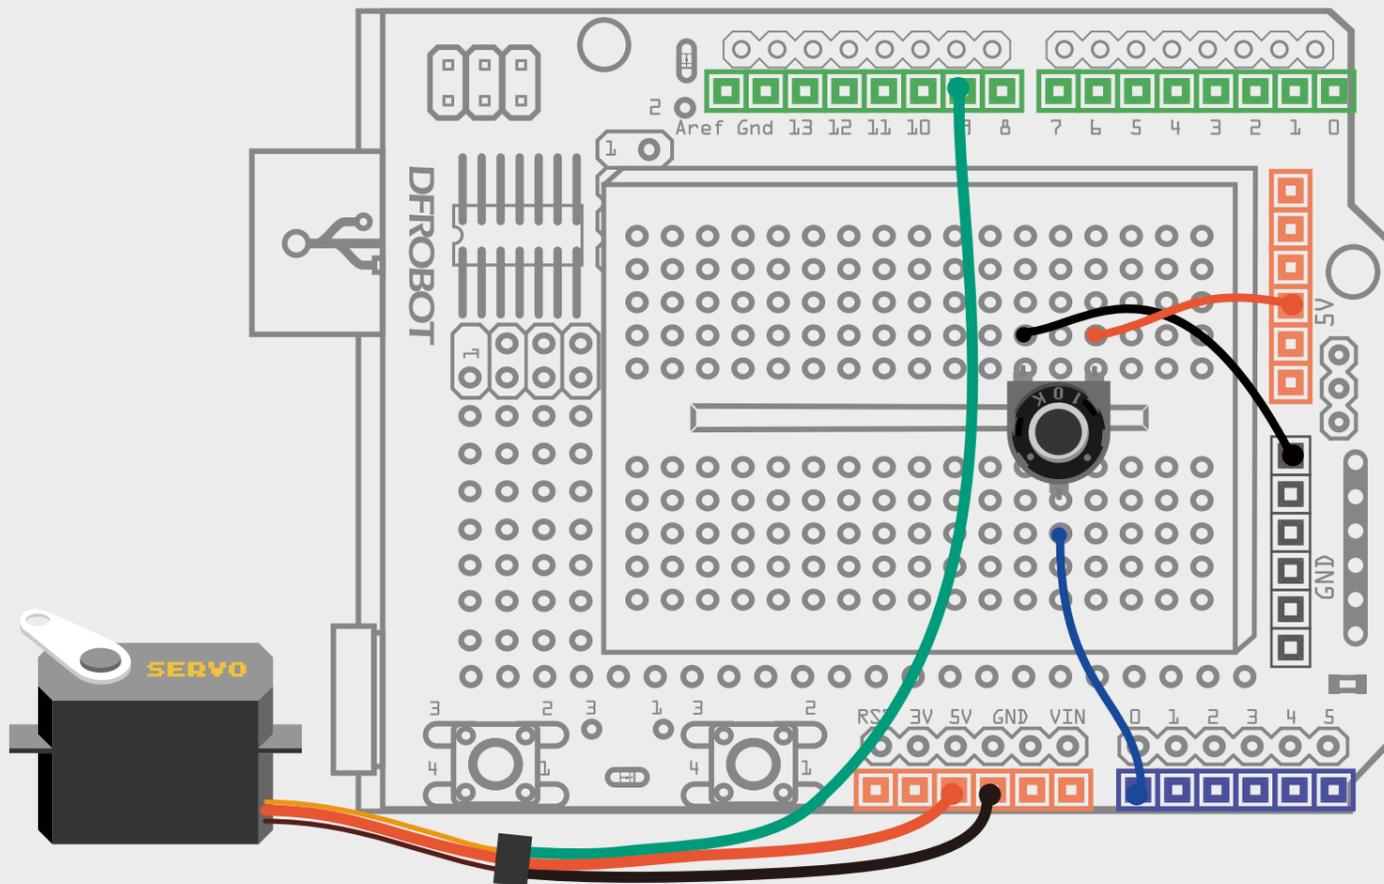 2
Aref Gnd 13 12 11 10 9 8 7 6 5 4 3 2 1 0
1
DFROBOT
5V
1
10K
GND
SERVO
3 2 3 1 3 2
4 1 4 1
RST 3V 5V GND VIN 0 1 2 3 4 5